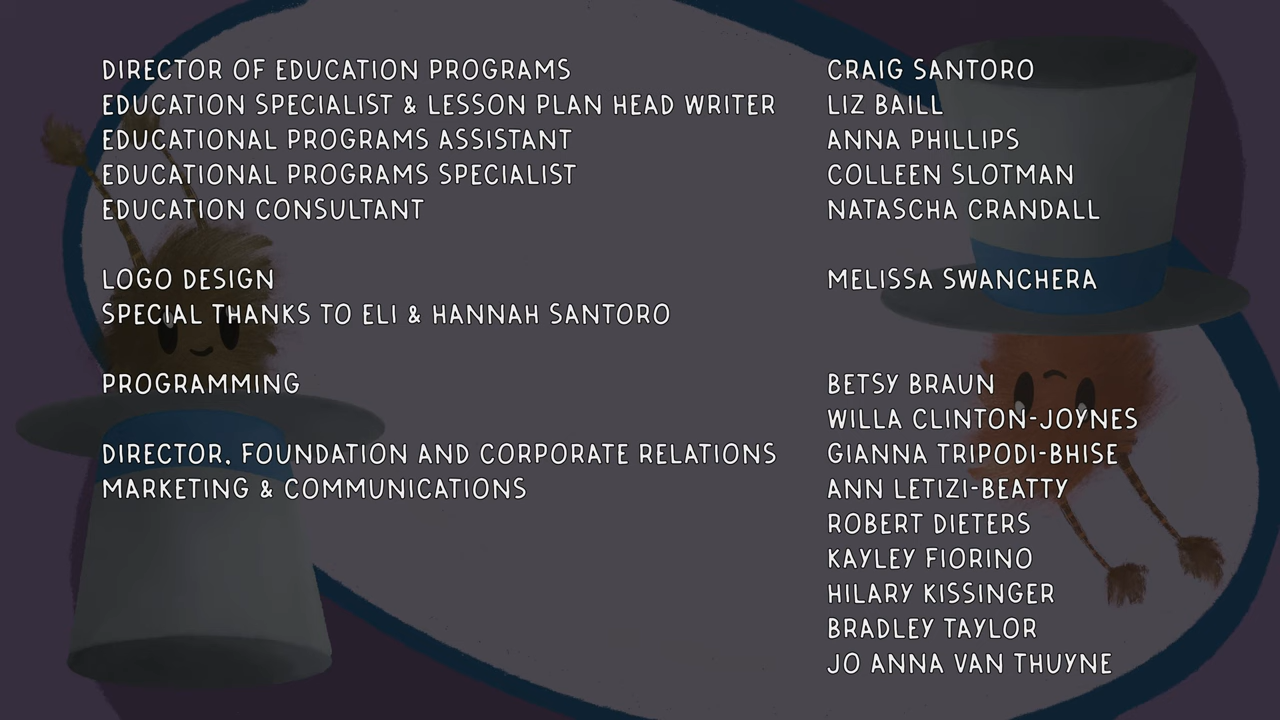 DIRECTOR OF EDUCATION PROGRAMS CRAIG SANTORO
EDUCATION SPECIALIST & LESSON PLAN HEAD WRITER LIZ BAILL
EDUCATIONAL PROGRAMS ASSISTANT ANNA PHILLIPS
EDUCATIONAL PROGRAMS SPECIALIST COLLEEN SLOTMAN
EDUCATION CONSULTANT NATASCHA CRANDALL
LOGO DESIGN MELISSA SWANCHERA
SPECIAL THANKS TO ELI & HANNAH SANTORO
PROGRAMMING BETSY BRAUN
WILLA CLINTON-JOYNES
DIRECTOR, FOUNDATION AND CORPORATE RELATIONS GIANNA TRIPODI-BHISE
MARKETING & COMMUNICATIONS ANN LETIZI-BEATTY
ROBERT DIETERS
KAYLEY FIORINO
HILARY KISSINGER
BRADLEY TAYLOR
JO ANNA VAN THUYNE